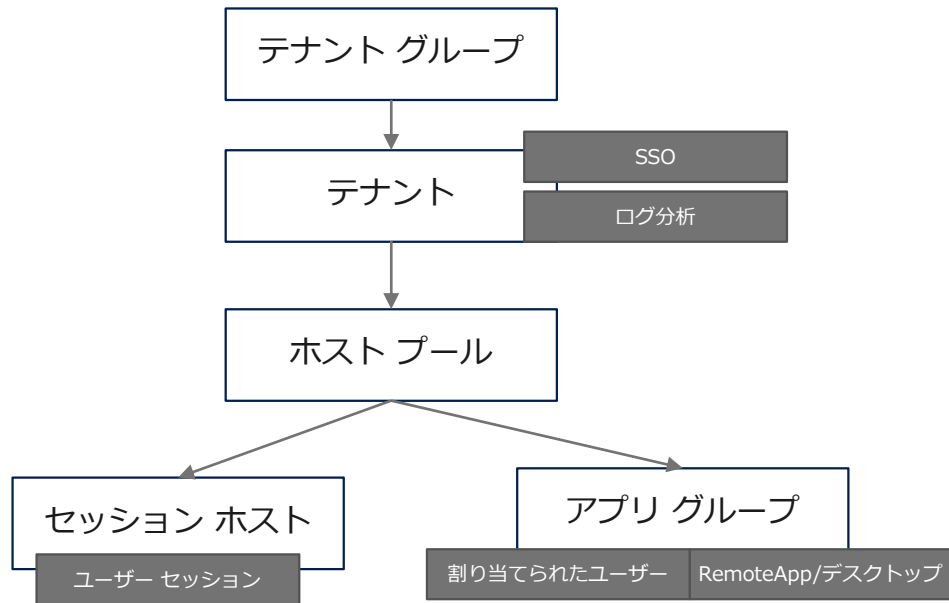 テナント グループ
テナント
SSO
ログ分析
ホスト プール
セッション ホスト
ユーザー セッション
アプリ グループ
割り当てられたユーザー
RemoteApp/デスクトップ